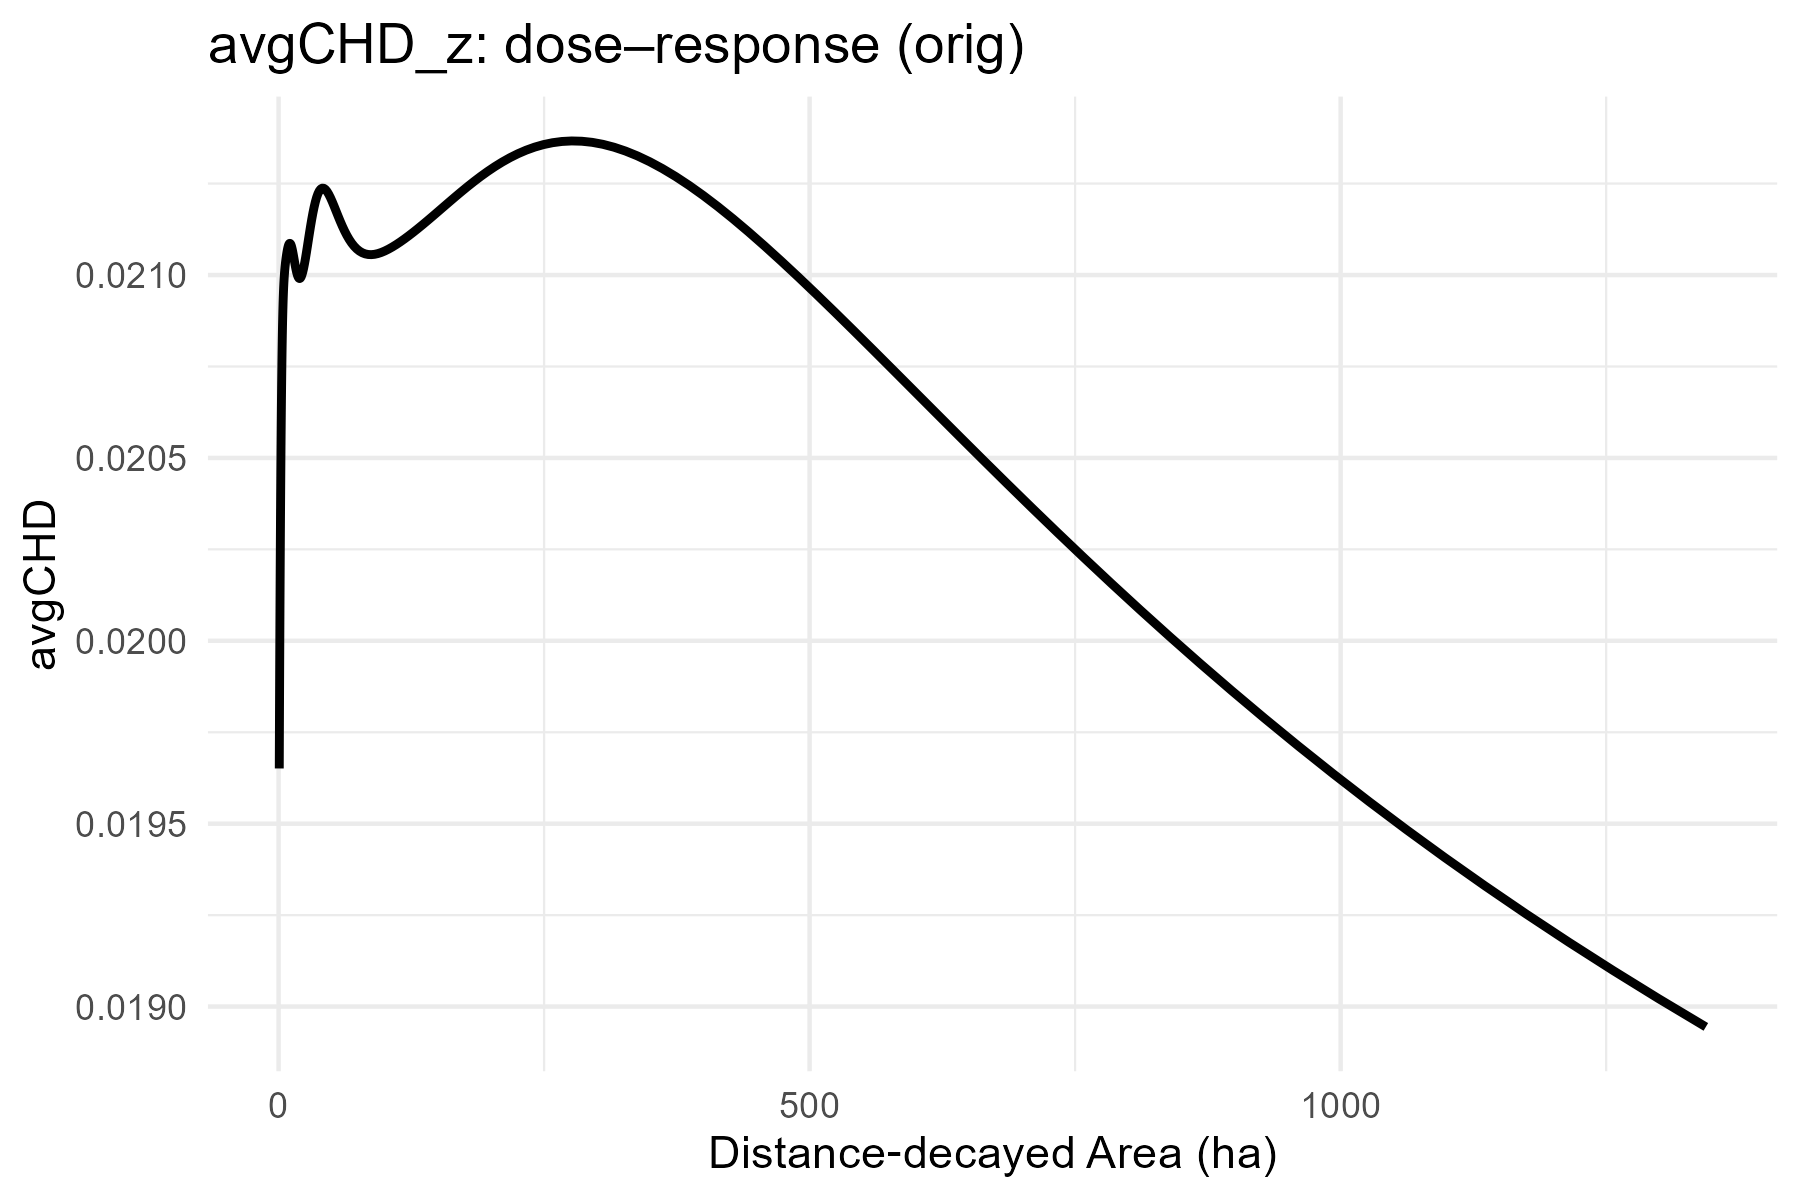 avgCHD_z: dose–response (orig)
avgCHD
0.0210
0.0205
0.0200
0.0195
0.0190
0 500 1000
Distance-decayed Area (ha)